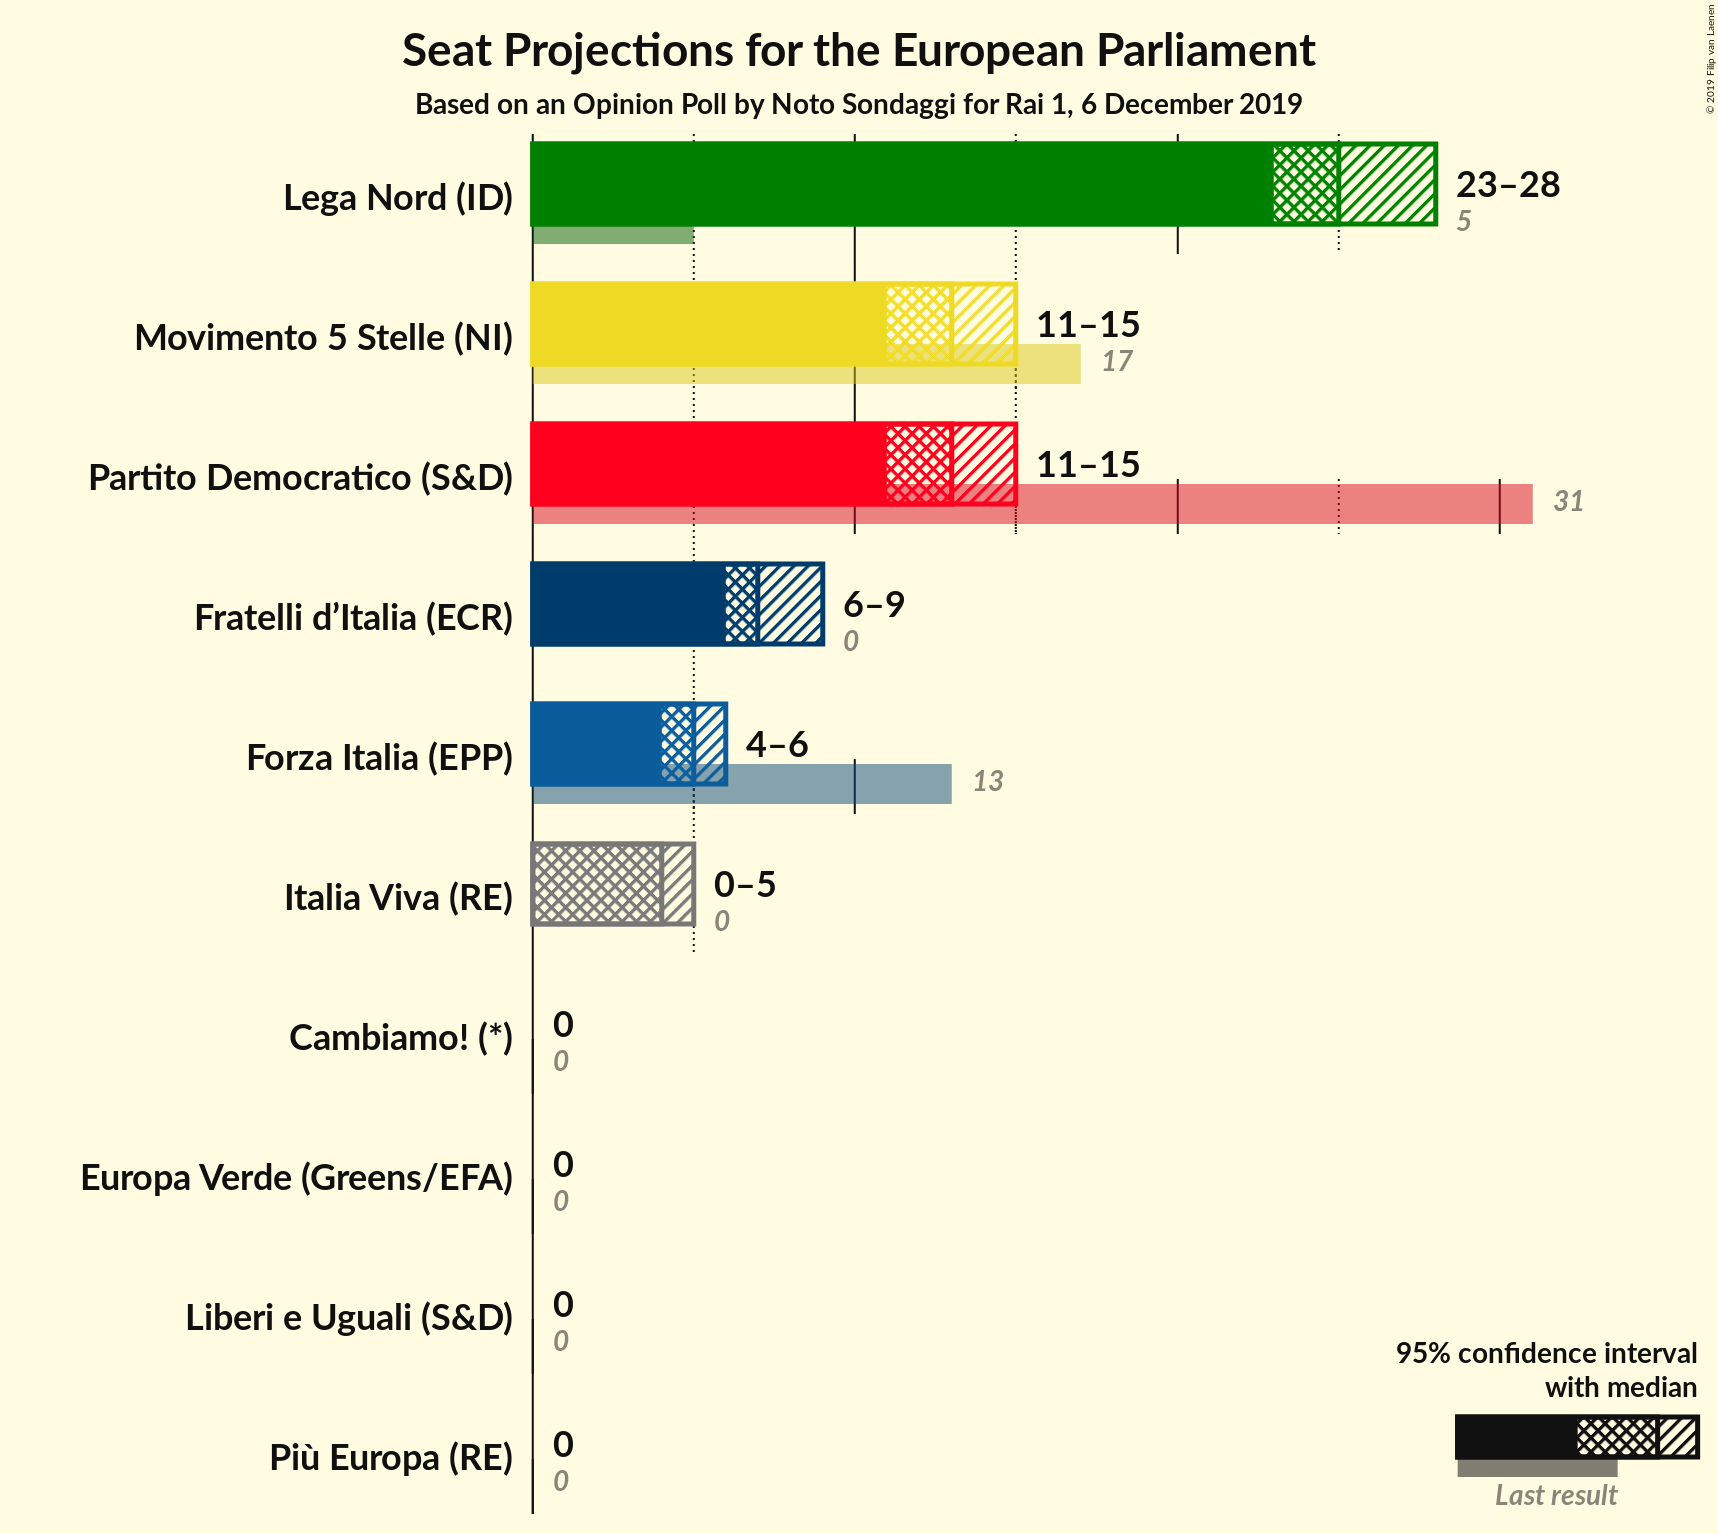 Seat Projections for the European Parliament
Based on an Opinion Poll by Noto Sondaggi for Rai 1, 6 December 2019
© 2019 Filip van Laenen
Lega Nord (ID)
23–28
5
Movimento 5 Stelle (NI)
11–15
17
Partito Democratico (S&D)
11–15
31
Fratelli d’Italia (ECR)
6–9
0
Forza Italia (EPP)
4–6
13
Italia Viva (RE)
0–5
0
Cambiamo! (*)
0
0
Europa Verde (Greens/EFA)
0
0
Liberi e Uguali (S&D)
0
0
Più Europa (RE)
0
0
95% confidence interval
with median
Last result